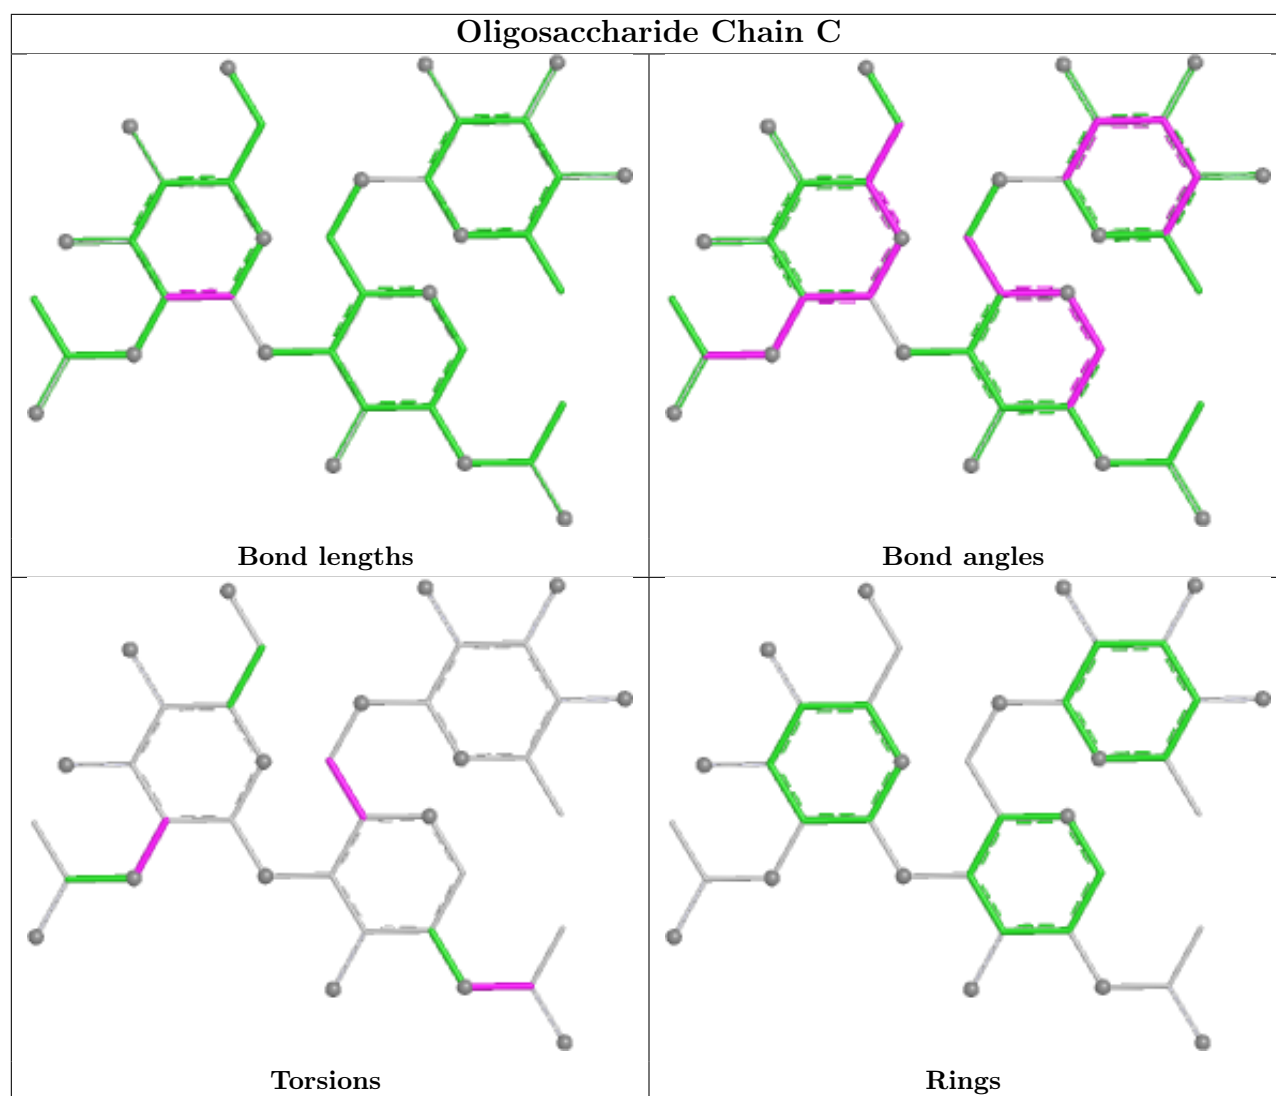 Oligosaccharide Chain C
Bond lengths
Bond angles
Torsions
Rings